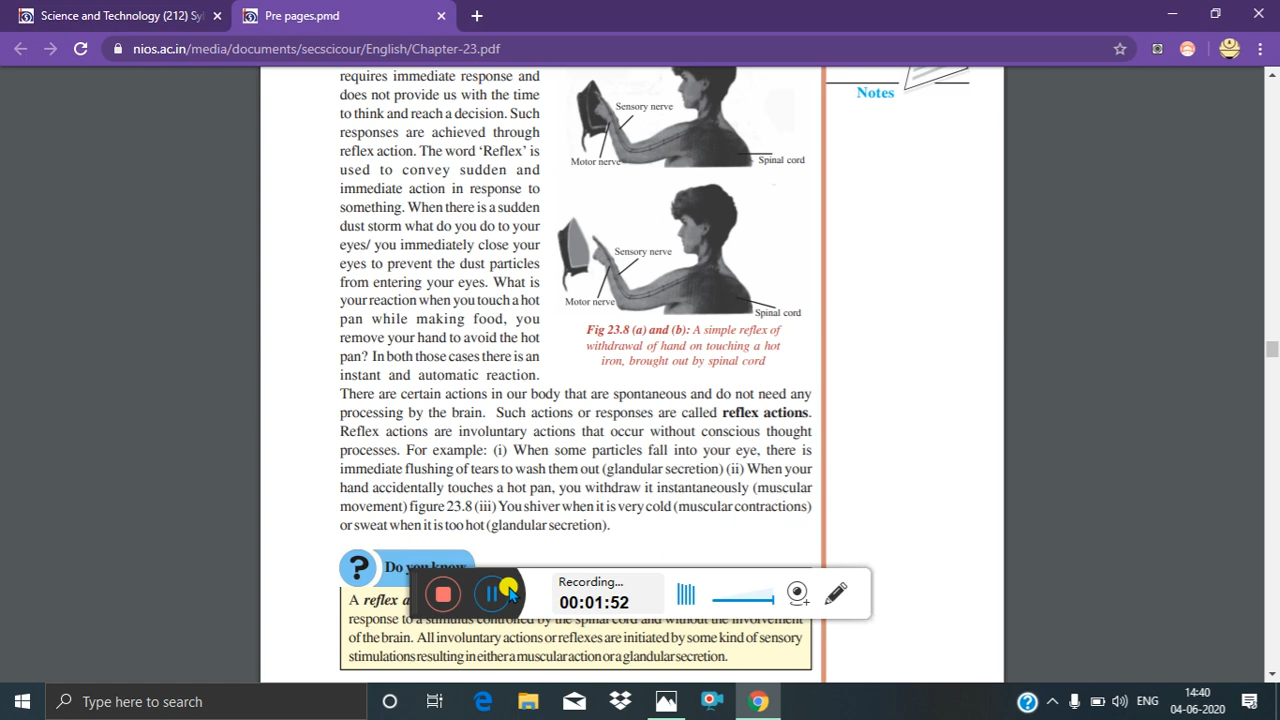 Science and Technology (212) Syl
Pre pages.pmd
nios.ac.in/media/documents/secscicour/English/Chapter-23.pdf
requires immediate response and
does not provide us with the time
to think and reach a decision. Such
responses are achieved through
reflex action. The word ‘Reflex’ is
used to convey sudden and
immediate action in response to
something. When there is a sudden
dust storm what do you do to your
eyes/ you immediately close your
eyes to prevent the dust particles
from entering your eyes. What is
your reaction when you touch a hot
pan while making food, you
remove your hand to avoid the hot
pan? In both those cases there is an
instant and automatic reaction.
Sensory nerve
Motor nerve
Spinal cord
Sensory nerve
Motor nerve
Spinal cord
Fig 23.8 (a) and (b): A simple reflex of
withdrawal of hand on touching a hot
iron, brought out by spinal cord
Notes
There are certain actions in our body that are spontaneous and do not need any
processing by the brain. Such actions or responses are called reflex actions.
Reflex actions are involuntary actions that occur without conscious thought
processes. For example: (i) When some particles fall into your eye, there is
immediate flushing of tears to wash them out (glandular secretion) (ii) When your
hand accidentally touches a hot pan, you withdraw it instantaneously (muscular
movement) figure 23.8 (iii) You shiver when it is very cold (muscular contractions)
or sweat when it is too hot (glandular secretion).
? Do you know
A reflex a
response to a stimulus controlled by the spinal cord and without the involvement
of the brain. All involuntary actions or reflexes are initiated by some kind of sensory
stimulations resulting in either a muscular action or a glandular secretion.
Recording...
00:01:52
Type here to search
ENG
14:40
04-06-2020